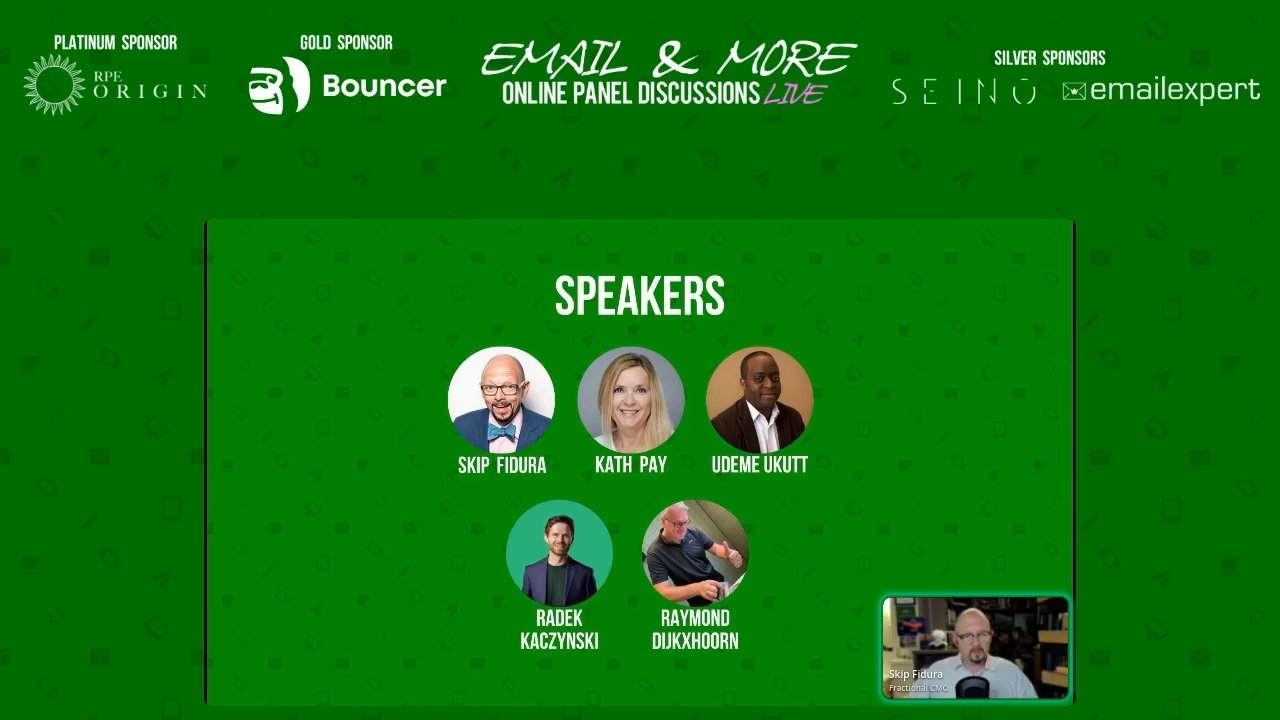 PLATINUM SPONSOR
RPE
ORIGIN
GOLD SPONSOR
Bouncer
EMAIL & MORE
ONLINE PANEL DISCUSSIONS LIVE
SILVER SPONSORS
SEINŌ
emailexpert
SPEAKERS
SKIP FIDURA
KATH PAY
UDEME UKUTT
RADEK
KACZYNSKI
RAYMOND
DIJKXHOORN
Skip Fidura
Fractional CMO